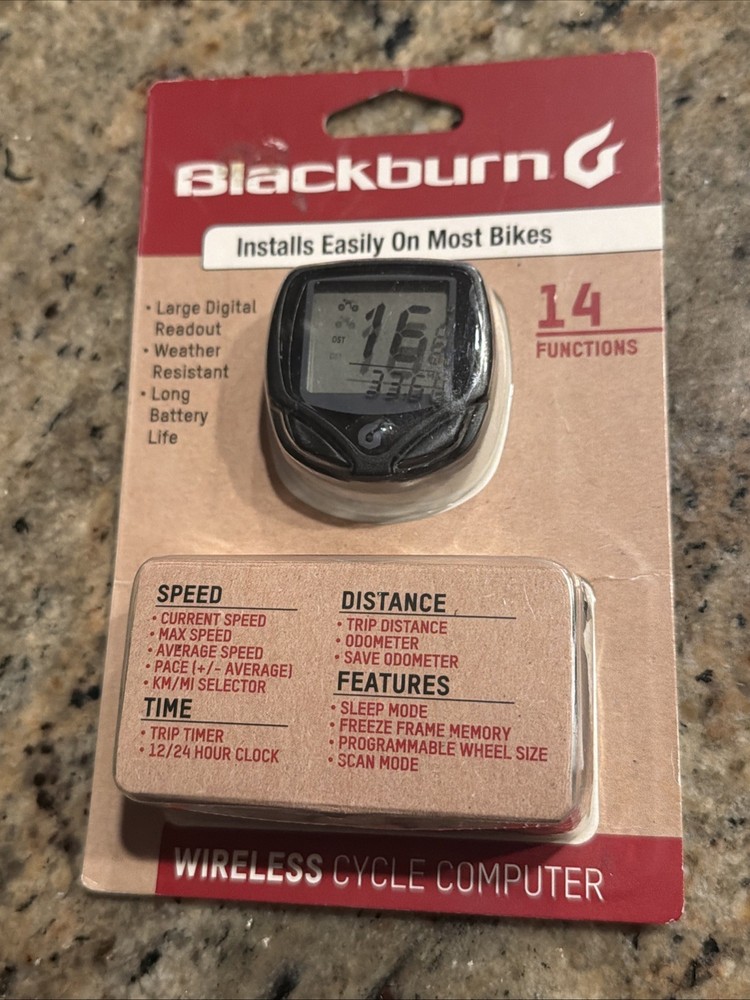 Blackburn
Installs Easily On Most Bikes
• Large Digital
Readout
• Weather
Resistant
• Long
Battery
Life
14
FUNCTIONS
16
DST
SPEED
• CURRENT SPEED
• MAX SPEED
• AVERAGE SPEED
• PACE (+/- AVERAGE)
• KM/MI SELECTOR
TIME
• TRIP TIMER
• 12/24 HOUR CLOCK
DISTANCE
• TRIP DISTANCE
• ODOMETER
• SAVE ODOMETER
FEATURES
• SLEEP MODE
• FREEZE FRAME MEMORY
• PROGRAMMABLE WHEEL SIZE
• SCAN MODE
WIRELESS CYCLE COMPUTER